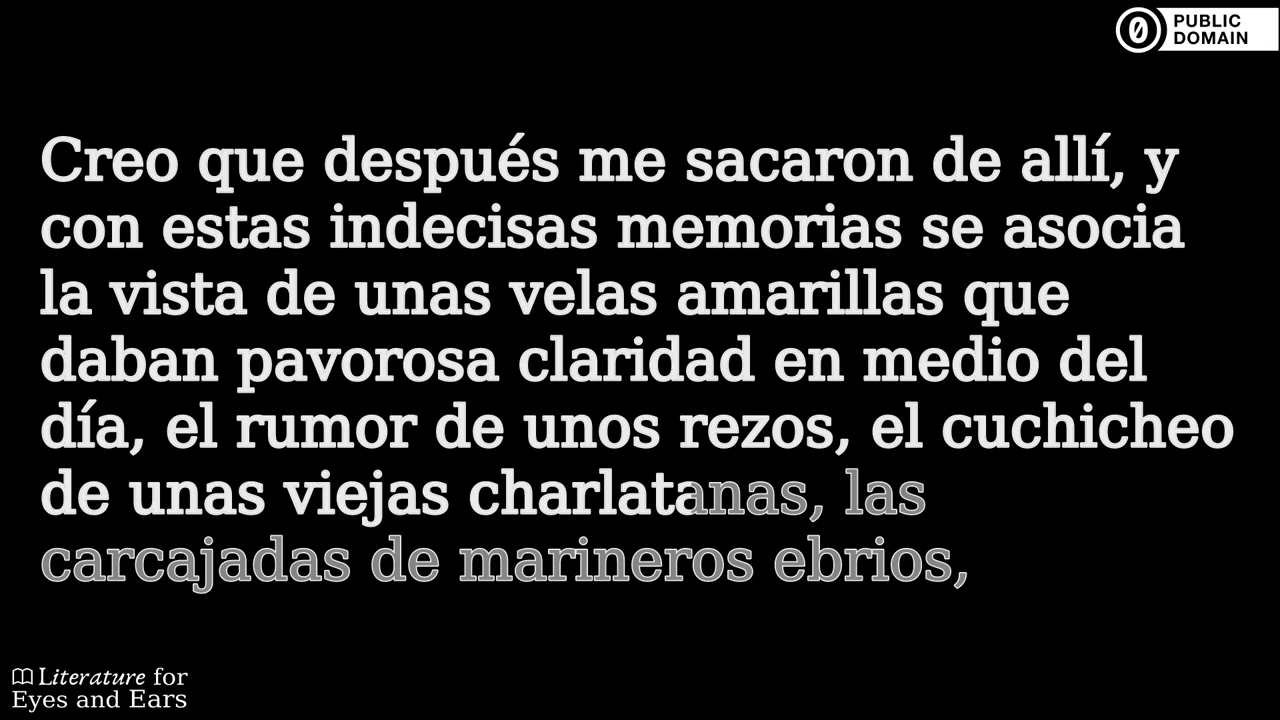 PUBLIC
DOMAIN
Creo que después me sacaron de allí, y
con estas indecisas memorias se asocia
la vista de unas velas amarillas que
daban pavorosa claridad en medio del
día, el rumor de unos rezos, el cuchicheo
de unas viejas charlatanas, las
carcajadas de marineros ebrios,
Literature for
Eyes and Ears